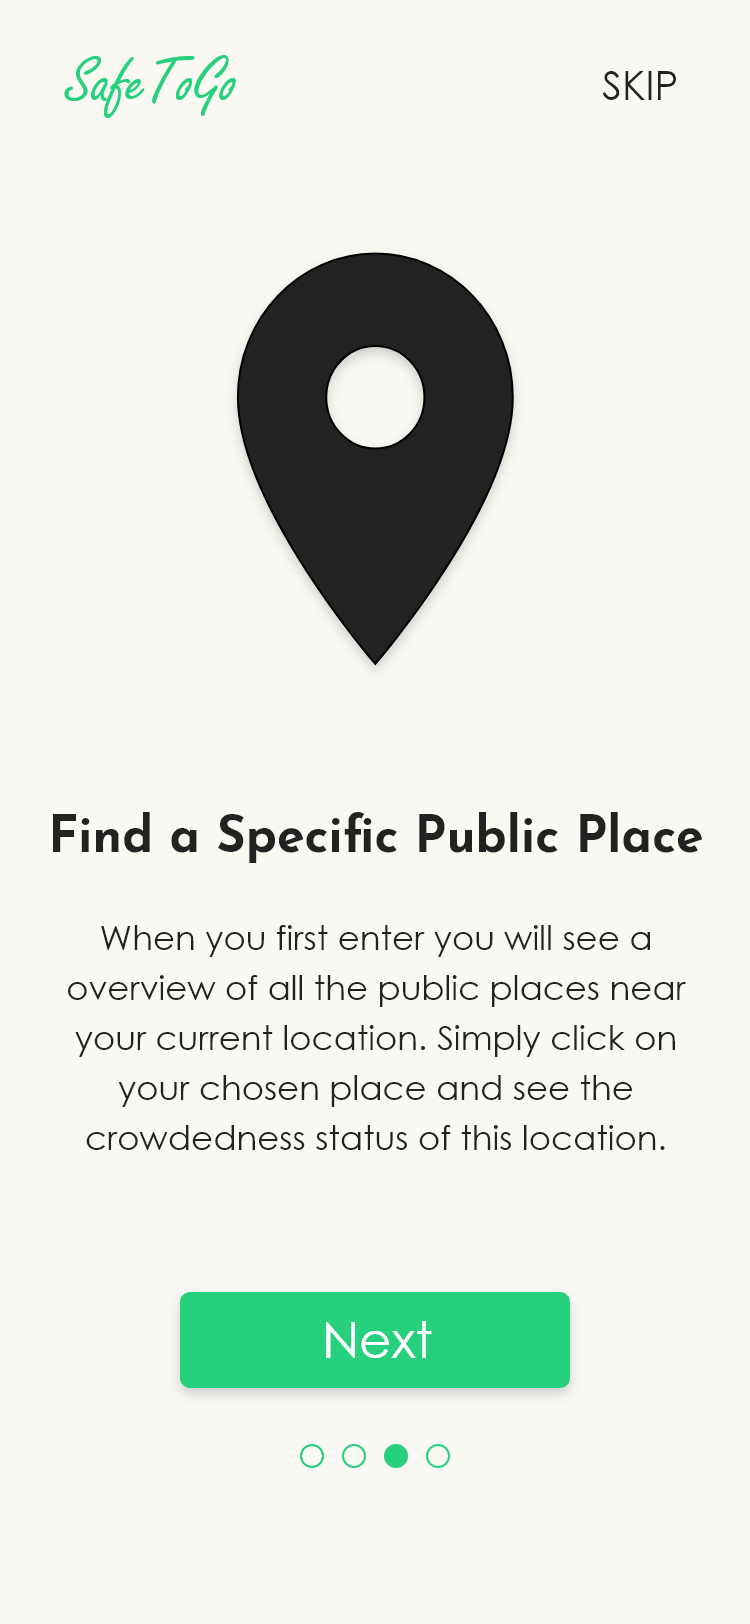 SafeToGo
SKIP
Find a Specific Public Place
When you first enter you will see a
overview of all the public places near
your current location. Simply click on
your chosen place and see the
crowdedness status of this location.
Next